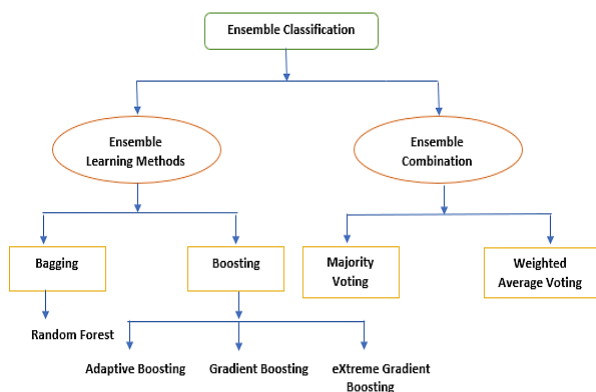 Ensemble Classification
Ensemble
Learning Methods
Ensemble
Combination
Bagging
Boosting
Majority
Voting
Weighted
Average Voting
Random Forest
Adaptive Boosting
Gradient Boosting
eXtreme Gradient
Boosting